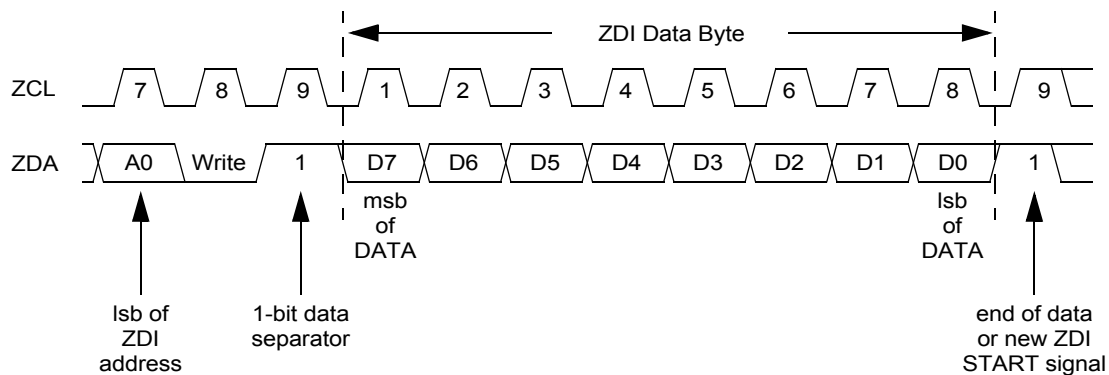 ZDI Data Byte
ZCL 7 8 9 1 2 3 4 5 6 7 8 9
ZDA A0 Write 1 D7 D6 D5 D4 D3 D2 D1 D0 1
msb
of
DATA
lsb
of
DATA
lsb of
ZDI
address
1-bit data
separator
end of data
or new ZDI
START signal